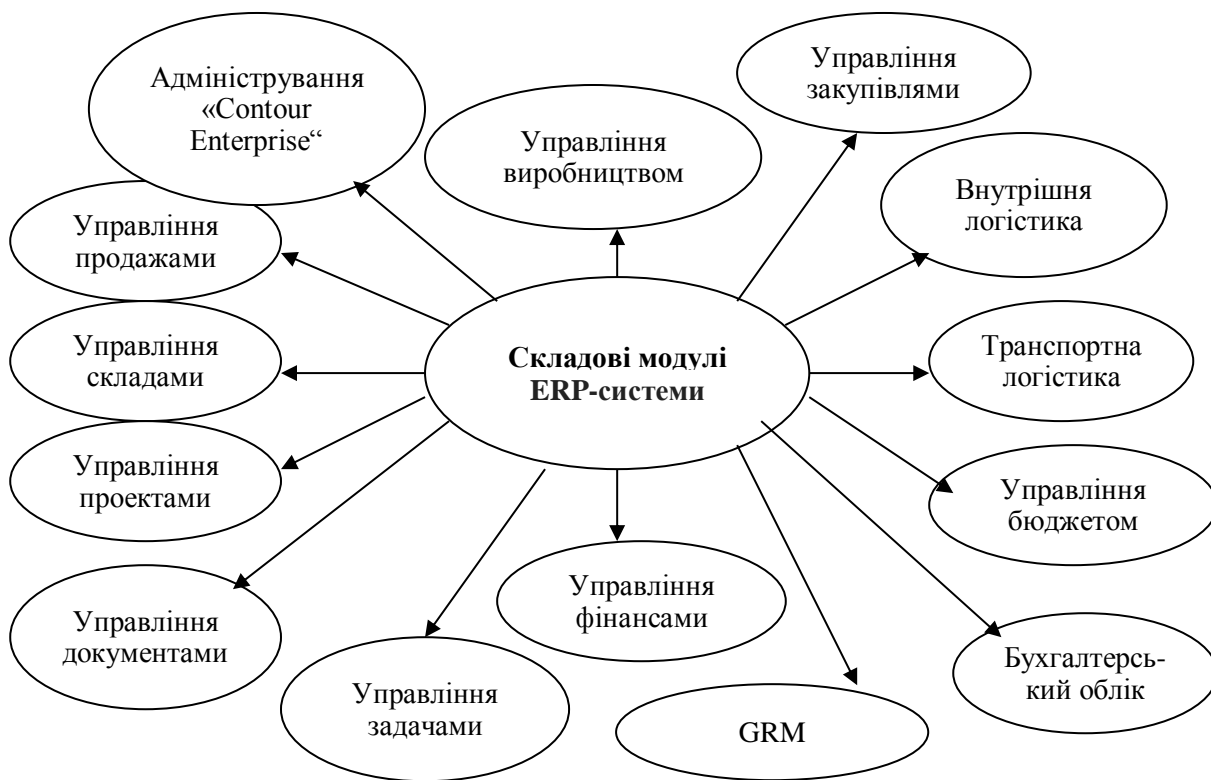 Адміністрування
«Contour
Enterprise“
Управління
закупівлями
Управління
виробництвом
Внутрішня
логістика
Управління
продажами
Управління
складами
Складові модулі
ERP-системи
Транспортна
логістика
Управління
проектами
Управління
бюджетом
Управління
документами
Управління
фінансами
Управління
задачами
GRM
Бухгалтерсь-
кий облік